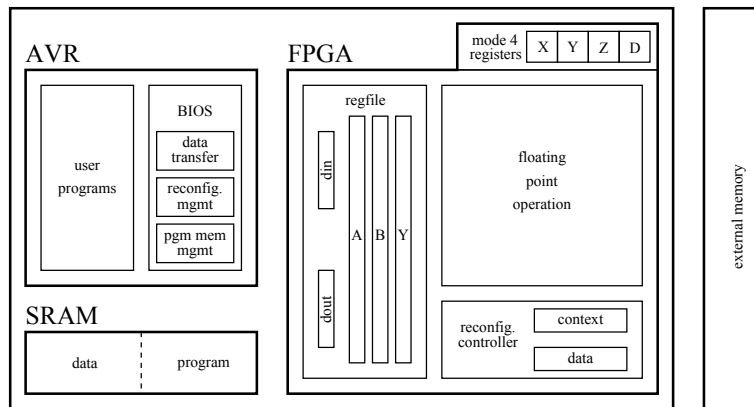 AVR
user
programs
BIOS
data
transfer
reconfig.
mgmt
pgm mem
mgmt
SRAM
data
program
FPGA
mode 4
registers
X
Y
Z
D
regfile
din
dout
A
B
Y
floating
point
operation
reconfig.
controller
context
data
external memory